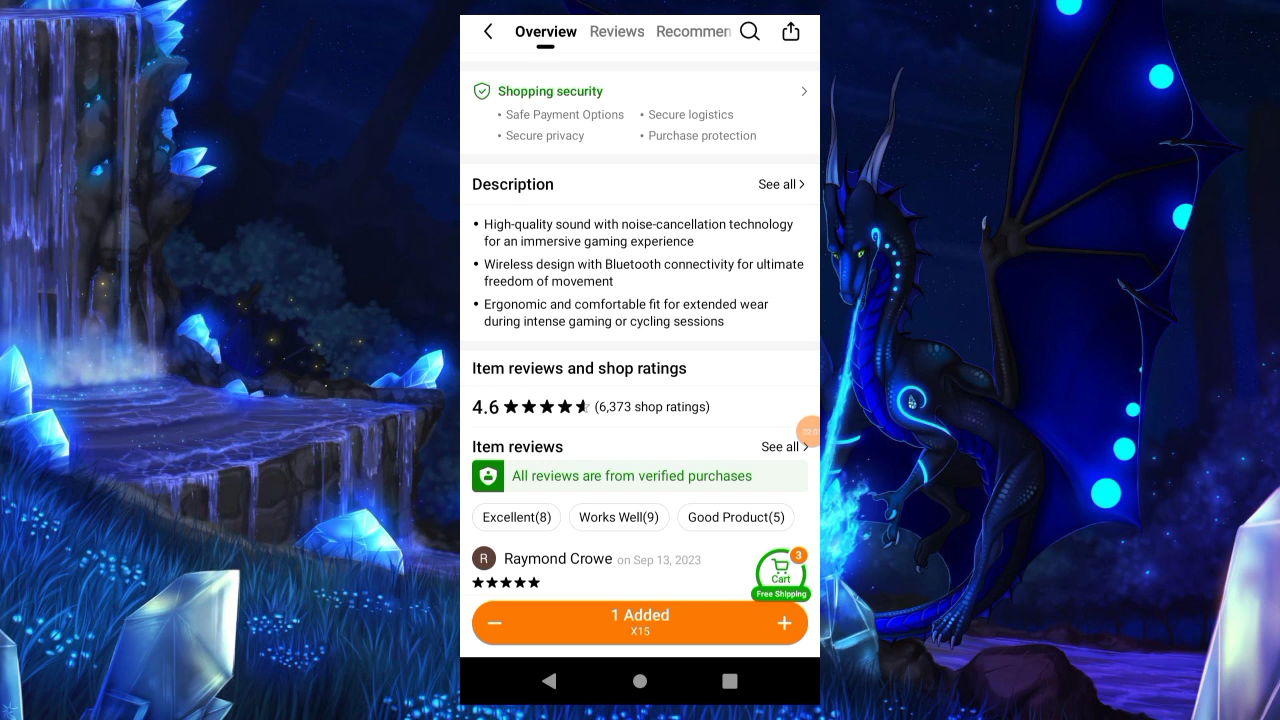 Overview Reviews Recommen
Shopping security
• Safe Payment Options • Secure logistics
• Secure privacy • Purchase protection
Description See all
• High-quality sound with noise-cancellation technology
for an immersive gaming experience
• Wireless design with Bluetooth connectivity for ultimate
freedom of movement
• Ergonomic and comfortable fit for extended wear
during intense gaming or cycling sessions
Item reviews and shop ratings
4.6 (6,373 shop ratings)
Item reviews See all
All reviews are from verified purchases
Excellent(8) Works Well(9) Good Product(5)
R Raymond Crowe on Sep 13, 2023
3
Cart
Free Shipping
1 Added
X15